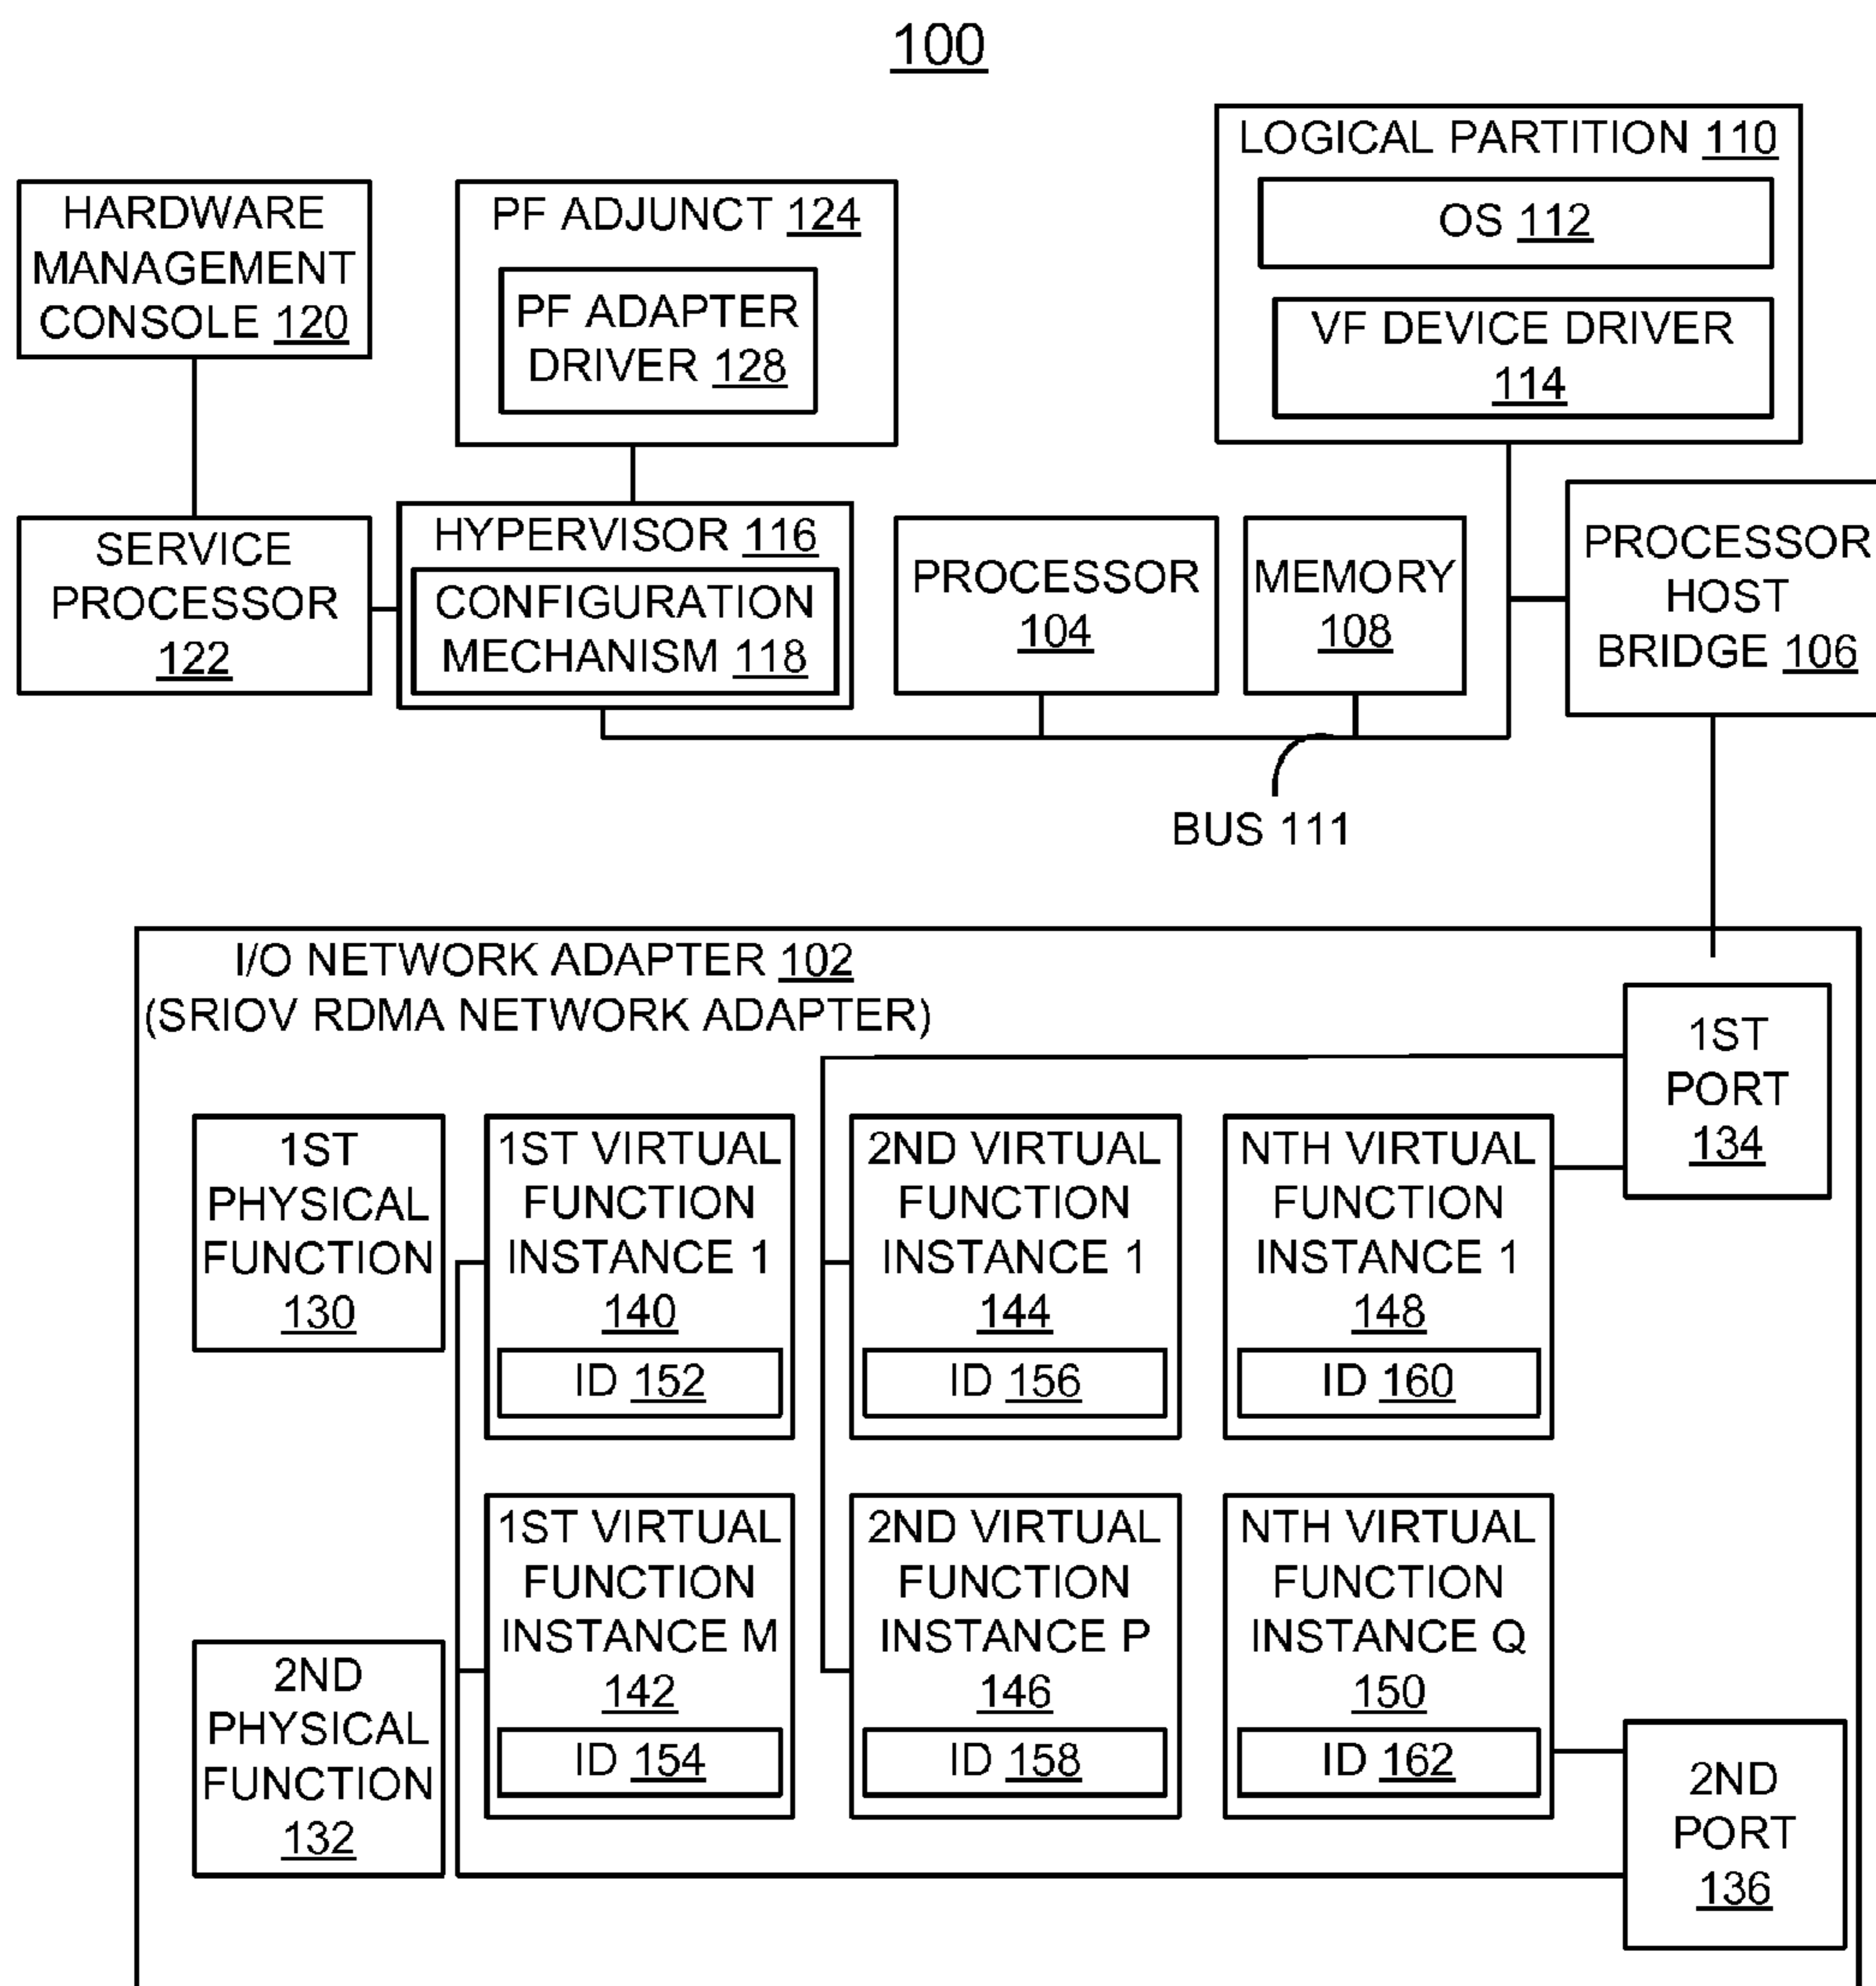 100
HARDWARE
MANAGEMENT
CONSOLE 120
PF ADJUNCT 124
PF ADAPTER
DRIVER 128
LOGICAL PARTITION 110
OS 112
VF DEVICE DRIVER
114
SERVICE
PROCESSOR
122
HYPERVISOR 116
CONFIGURATION
MECHANISM 118
PROCESSOR
104
MEMORY
108
PROCESSOR
HOST
BRIDGE 106
BUS 111
I/O NETWORK ADAPTER 102
(SRIOV RDMA NETWORK ADAPTER)
1ST
PORT
134
1ST
PHYSICAL
FUNCTION
130
1ST VIRTUAL
FUNCTION
INSTANCE 1
140
ID 152
2ND VIRTUAL
FUNCTION
INSTANCE 1
144
ID 156
NTH VIRTUAL
FUNCTION
INSTANCE 1
148
ID 160
2ND
PHYSICAL
FUNCTION
132
1ST VIRTUAL
FUNCTION
INSTANCE M
142
ID 154
2ND VIRTUAL
FUNCTION
INSTANCE P
146
ID 158
NTH VIRTUAL
FUNCTION
INSTANCE Q
150
ID 162
2ND
PORT
136